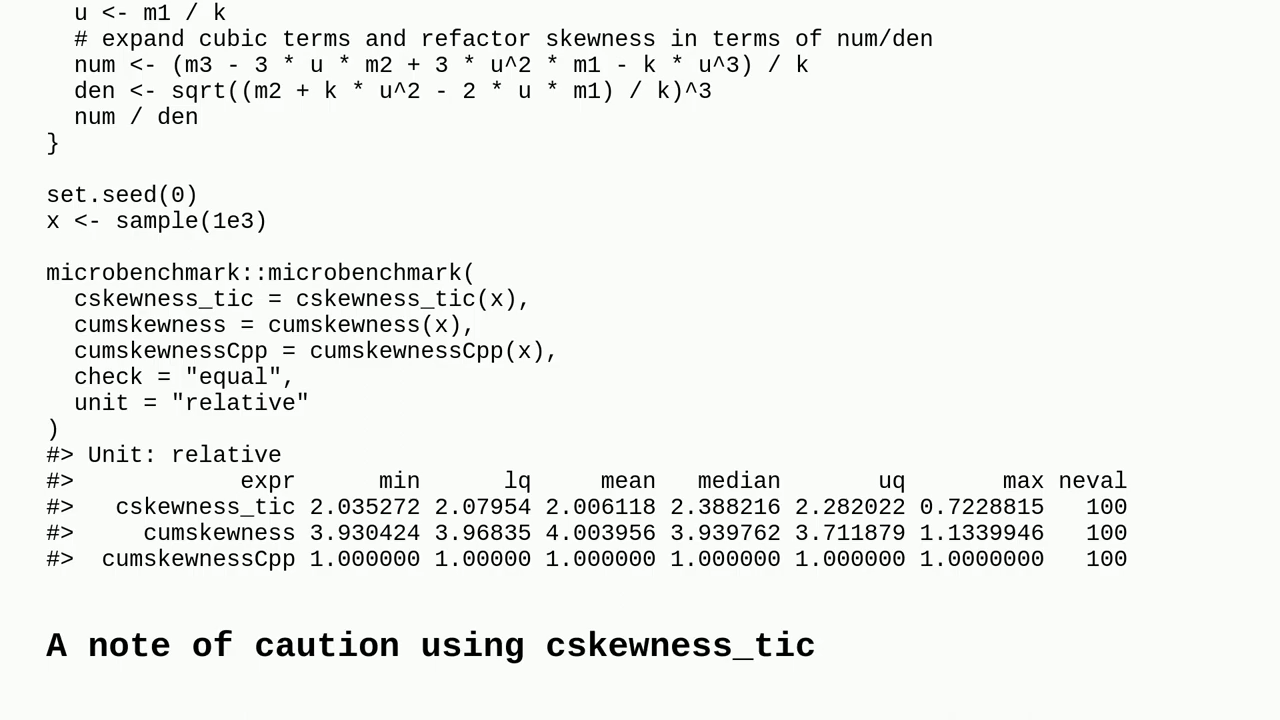 u <- m1 / k
  # expand cubic terms and refactor skewness in terms of num/den
  num <- (m3 - 3 * u * m2 + 3 * u^2 * m1 - k * u^3) / k
  den <- sqrt((m2 + k * u^2 - 2 * u * m1) / k)^3
  num / den
}

set.seed(0)
x <- sample(1e3)

microbenchmark::microbenchmark(
  cskewness_tic = cskewness_tic(x),
  cumskewness = cumskewness(x),
  cumskewnessCpp = cumskewnessCpp(x),
  check = "equal",
  unit = "relative"
)
#> Unit: relative
#>            expr      min      lq     mean   median       uq       max neval
#>   cskewness_tic 2.035272 2.07954 2.006118 2.388216 2.282022 0.7228815   100
#>     cumskewness 3.930424 3.96835 4.003956 3.939762 3.711879 1.1339946   100
#>  cumskewnessCpp 1.000000 1.00000 1.000000 1.000000 1.000000 1.0000000   100

A note of caution using cskewness_tic